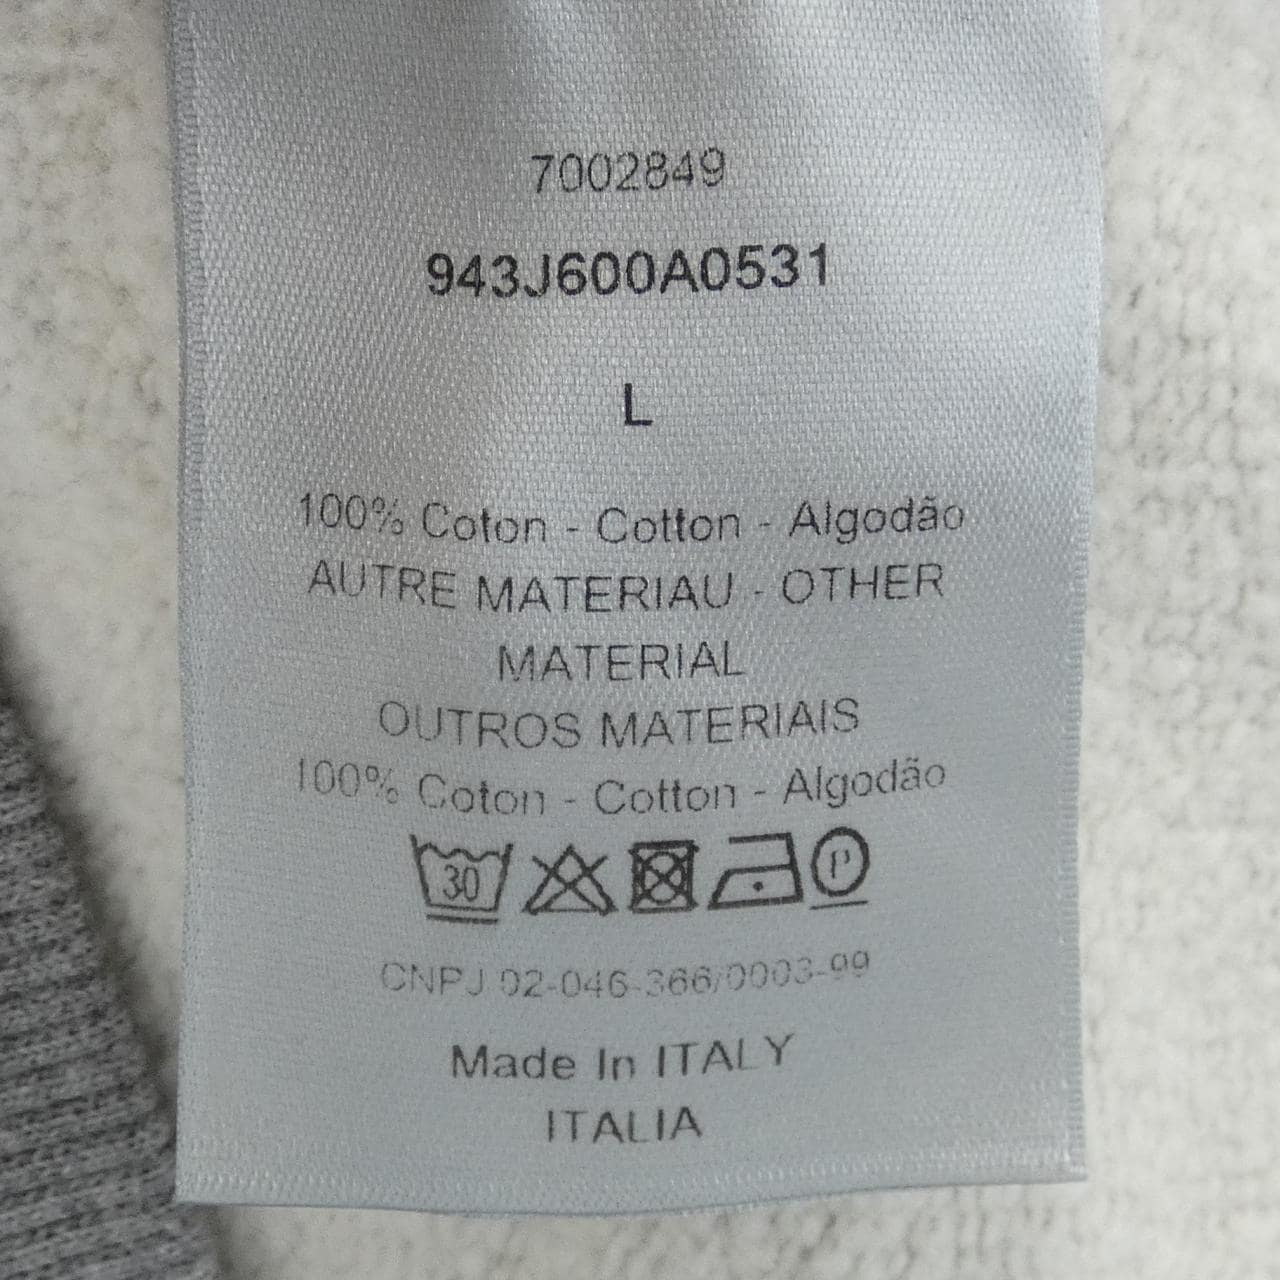 7002849
943J600A0531
L
100% Coton - Cotton - Algodão
AUTRE MATERIAU - OTHER
MATERIAL
OUTROS MATERIAIS
100% Coton - Cotton - Algodão
30 P
CNPJ 02-046-366/0003-99
Made In ITALY
ITALIA